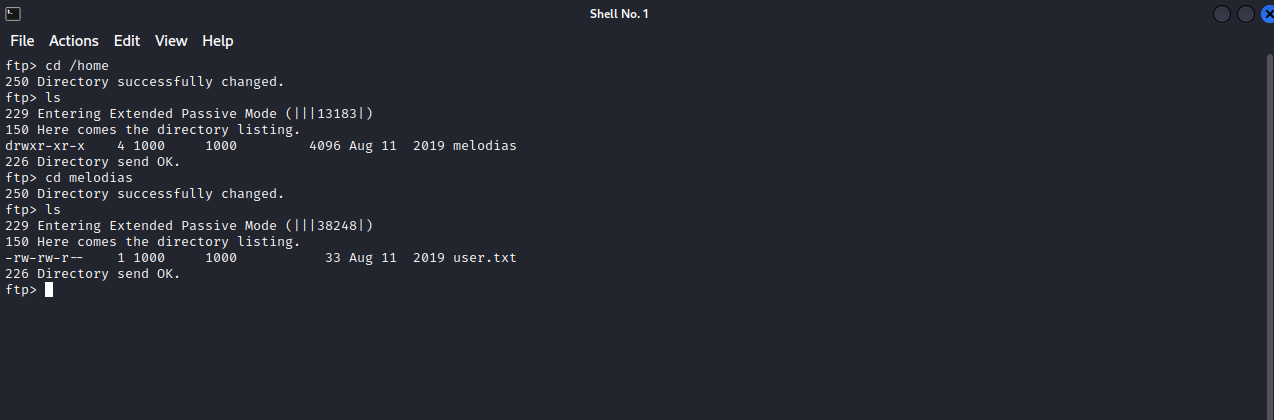 Shell No. 1
File Actions Edit View Help
ftp> cd /home
250 Directory successfully changed.
ftp> ls
229 Entering Extended Passive Mode (|||13183|)
150 Here comes the directory listing.
drwxr-xr-x    4 1000     1000         4096 Aug 11  2019 melodias
226 Directory send OK.
ftp> cd melodias
250 Directory successfully changed.
ftp> ls
229 Entering Extended Passive Mode (|||38248|)
150 Here comes the directory listing.
-rw-rw-r--    1 1000     1000           33 Aug 11  2019 user.txt
226 Directory send OK.
ftp>